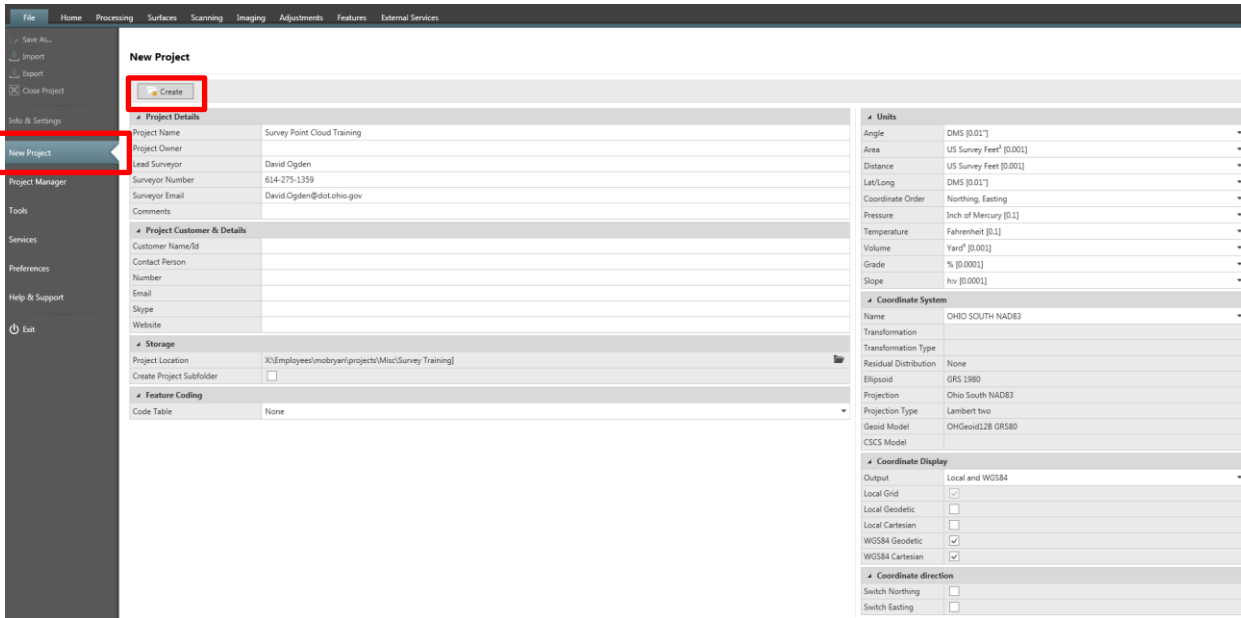 File Home Processing Surfaces Scanning Imaging Adjustments Features External Services
Save As...
Import
Export
Close Project
Info & Settings
New Project
Project Manager
Tools
Services
Preferences
Help & Support
Exit
New Project
Create
Project Details
Project Name Survey Point Cloud Training
Project Owner
Lead Surveyor David Ogden
Surveyor Number 614-275-1359
Surveyor Email David.Ogden@dot.ohio.gov
Comments
Project Customer & Details
Customer Name/Id
Contact Person
Number
Email
Skype
Website
Storage
Project Location X:\Employees\mobryan\projects\Misc\Survey Training]
Create Project Subfolder
Feature Coding
Code Table None
Units
Angle DMS [0.01"]
Area US Survey Feet² [0.001]
Distance US Survey Feet [0.001]
Lat/Long DMS [0.01"]
Coordinate Order Northing, Easting
Pressure Inch of Mercury [0.1]
Temperature Fahrenheit [0.1]
Volume Yard³ [0.001]
Grade % [0.0001]
Slope h:v [0.0001]
Coordinate System
Name OHIO SOUTH NAD83
Transformation
Transformation Type
Residual Distribution None
Ellipsoid GRS 1980
Projection Ohio South NAD83
Projection Type Lambert two
Geoid Model OHGeoid12B GRS80
CSCS Model
Coordinate Display
Output Local and WGS84
Local Grid
Local Geodetic
Local Cartesian
WGS84 Geodetic
WGS84 Cartesian
Coordinate direction
Switch Northing
Switch Easting